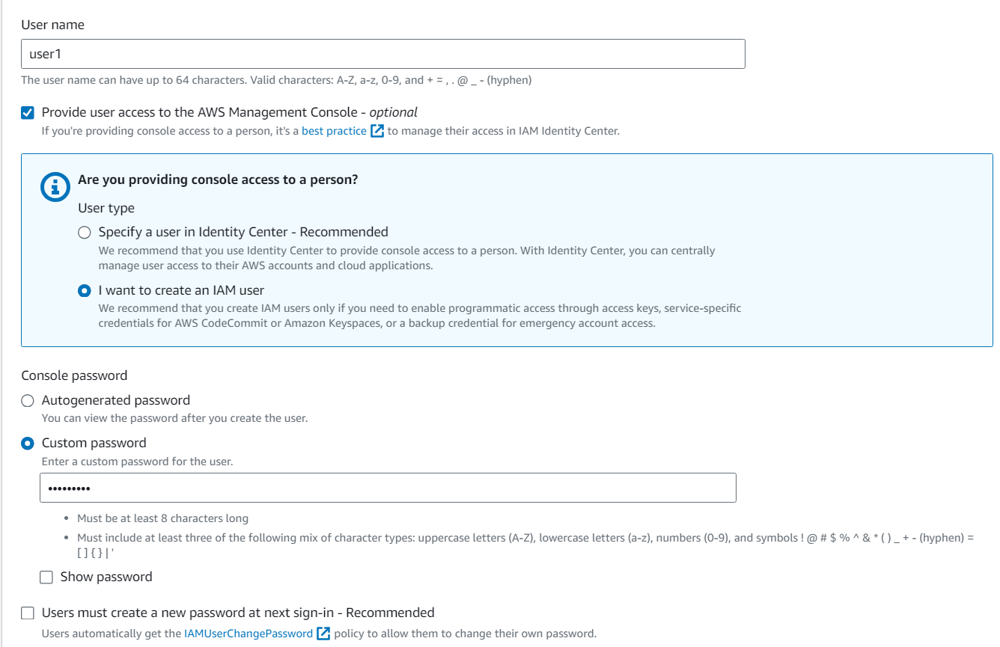 User name
user1
The user name can have up to 64 characters. Valid characters: A-Z, a-z, 0-9, and + = , . @ _ - (hyphen)
Provide user access to the AWS Management Console - optional
If you're providing console access to a person, it's a best practice to manage their access in IAM Identity Center.
Are you providing console access to a person?
User type
Specify a user in Identity Center - Recommended
We recommend that you use Identity Center to provide console access to a person. With Identity Center, you can centrally
manage user access to their AWS accounts and cloud applications.
I want to create an IAM user
We recommend that you create IAM users only if you need to enable programmatic access through access keys, service-specific
credentials for AWS CodeCommit or Amazon Keyspaces, or a backup credential for emergency account access.
Console password
Autogenerated password
You can view the password after you create the user.
Custom password
Enter a custom password for the user.
•••••••••
• Must be at least 8 characters long
• Must include at least three of the following mix of character types: uppercase letters (A-Z), lowercase letters (a-z), numbers (0-9), and symbols ! @ # $ % ^ & * ( ) _ + - (hyphen) =
[ ] { } | '
Show password
Users must create a new password at next sign-in - Recommended
Users automatically get the IAMUserChangePassword policy to allow them to change their own password.